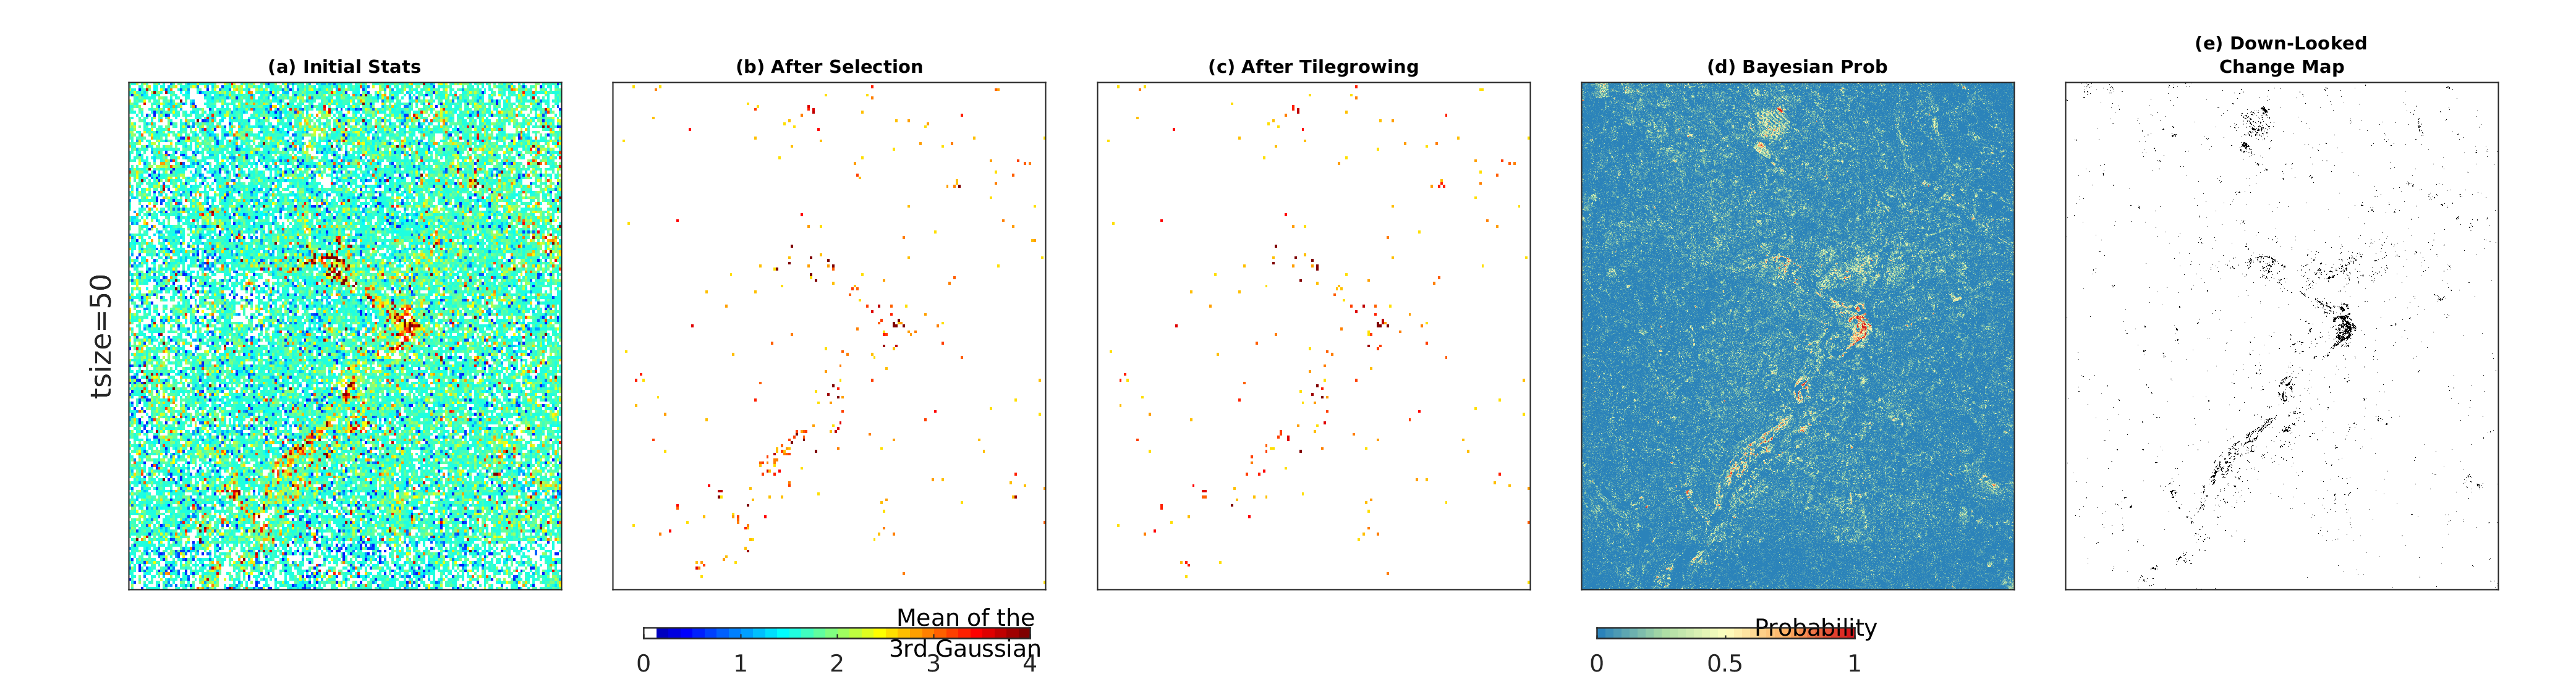 (a) Initial Stats
(b) After Selection
(c) After Tilegrowing
(d) Bayesian Prob
(e) Down-Looked
Change Map
tsize=50
Mean of the
3rd Gaussian
0 1 2 3 4
Probability
0 0.5 1